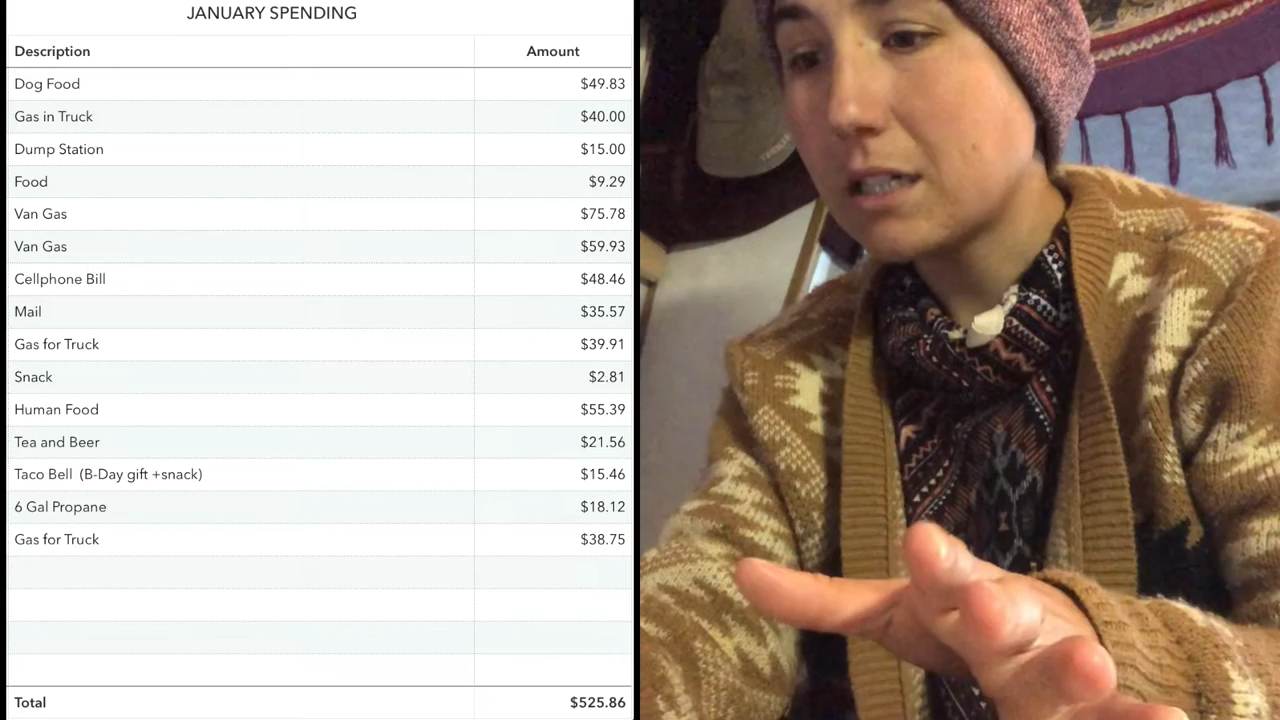 JANUARY SPENDING
Description Amount
Dog Food $49.83
Gas in Truck $40.00
Dump Station $15.00
Food $9.29
Van Gas $75.78
Van Gas $59.93
Cellphone Bill $48.46
Mail $35.57
Gas for Truck $39.91
Snack $2.81
Human Food $55.39
Tea and Beer $21.56
Taco Bell (B-Day gift +snack) $15.46
6 Gal Propane $18.12
Gas for Truck $38.75
Total $525.86